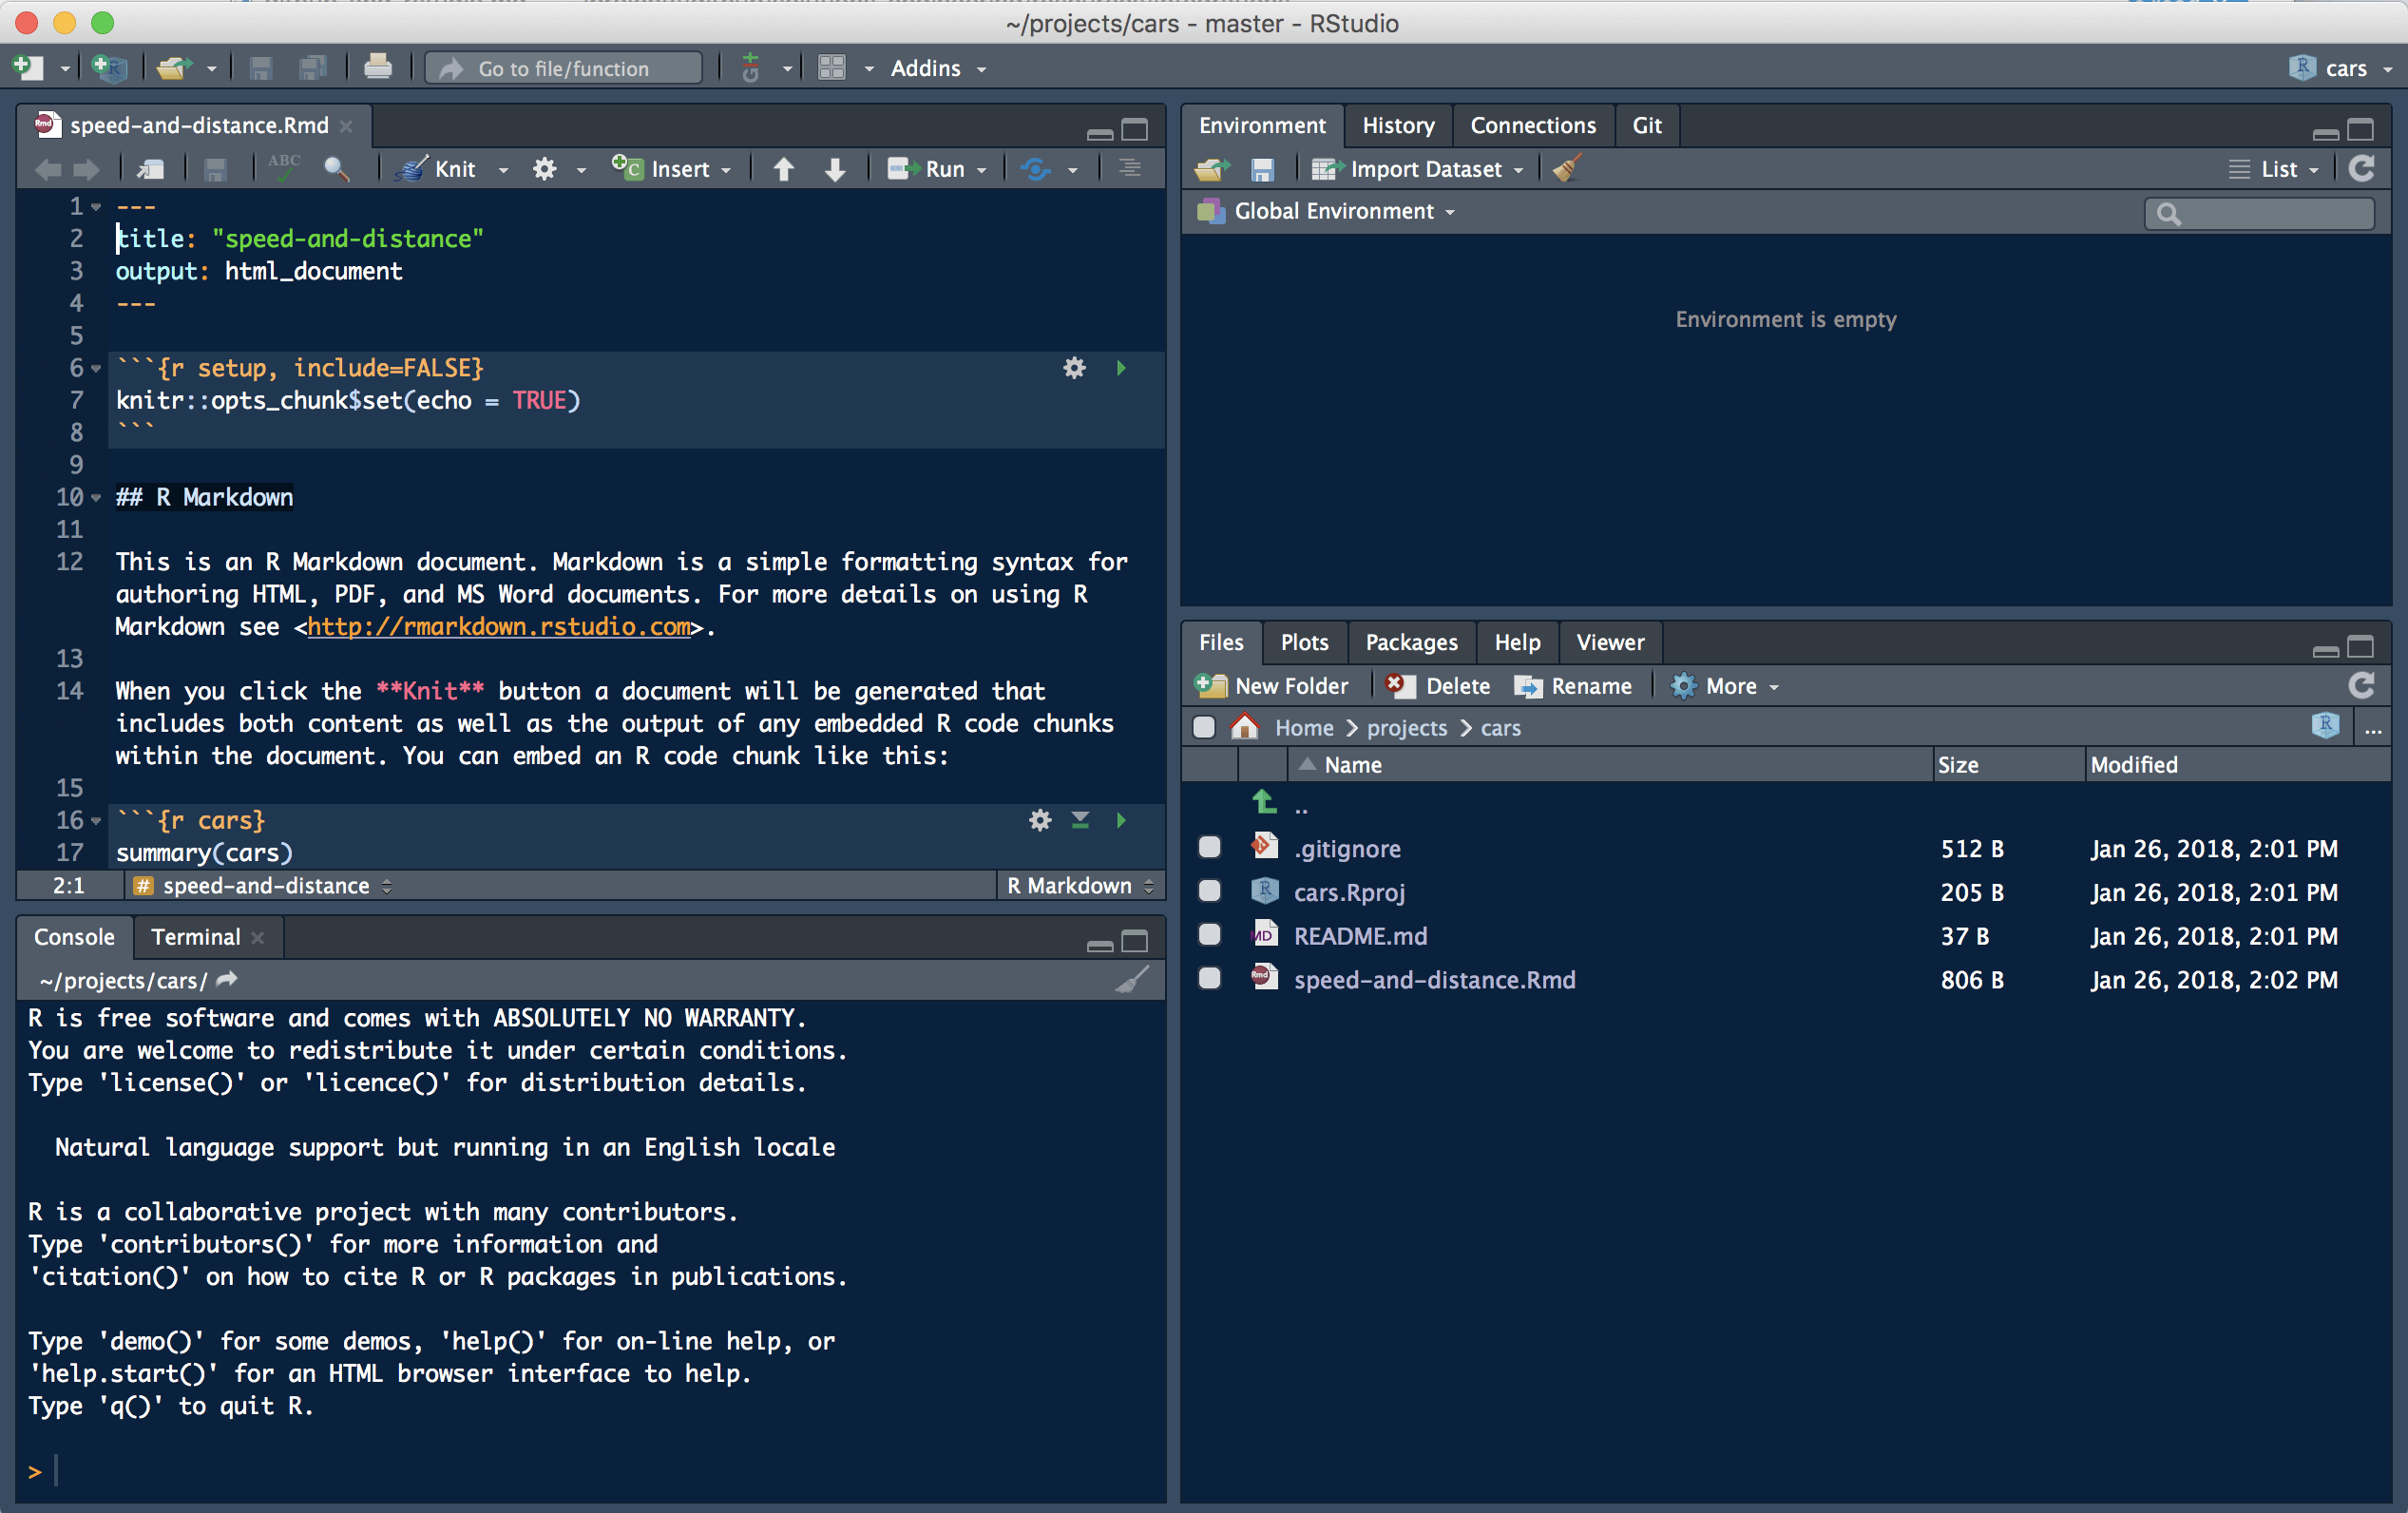 ~/projects/cars - master - RStudio
Go to file/function
Addins
cars
speed-and-distance.Rmd
ABC
Knit
Insert
Run
1 ---
2 title: "speed-and-distance"
3 output: html_document
4 ---
5
6 ```{r setup, include=FALSE}
7 knitr::opts_chunk$set(echo = TRUE)
8 ```
9
10 ## R Markdown
11
12 This is an R Markdown document. Markdown is a simple formatting syntax for
authoring HTML, PDF, and MS Word documents. For more details on using R
Markdown see <http://rmarkdown.rstudio.com>.
13
14 When you click the **Knit** button a document will be generated that
includes both content as well as the output of any embedded R code chunks
within the document. You can embed an R code chunk like this:
15
16 ```{r cars}
17 summary(cars)
2:1 # speed-and-distance R Markdown
Console Terminal
~/projects/cars/
R is free software and comes with ABSOLUTELY NO WARRANTY.
You are welcome to redistribute it under certain conditions.
Type 'license()' or 'licence()' for distribution details.
Natural language support but running in an English locale
R is a collaborative project with many contributors.
Type 'contributors()' for more information and
'citation()' on how to cite R or R packages in publications.
Type 'demo()' for some demos, 'help()' for on-line help, or
'help.start()' for an HTML browser interface to help.
Type 'q()' to quit R.
>
Environment History Connections Git
Import Dataset List
Global Environment
Environment is empty
Files Plots Packages Help Viewer
New Folder Delete Rename More
Home projects cars ...
Name Size Modified
..
.gitignore 512 B Jan 26, 2018, 2:01 PM
cars.Rproj 205 B Jan 26, 2018, 2:01 PM
README.md 37 B Jan 26, 2018, 2:01 PM
speed-and-distance.Rmd 806 B Jan 26, 2018, 2:02 PM